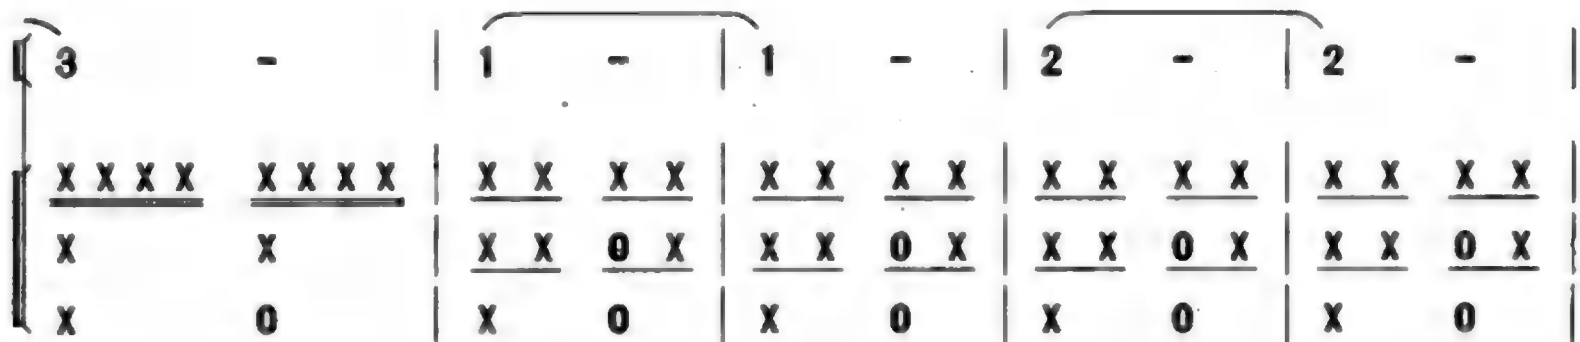 3 - | 1 - | 1 - | 2 - | 2 - |
X X X X X X X X | X X X X | X X X X | X X X X | X X X X |
X X | X X 0 X | X X 0 X | X X 0 X | X X 0 X |
X 0 | X 0 | X 0 | X 0 | X 0 |